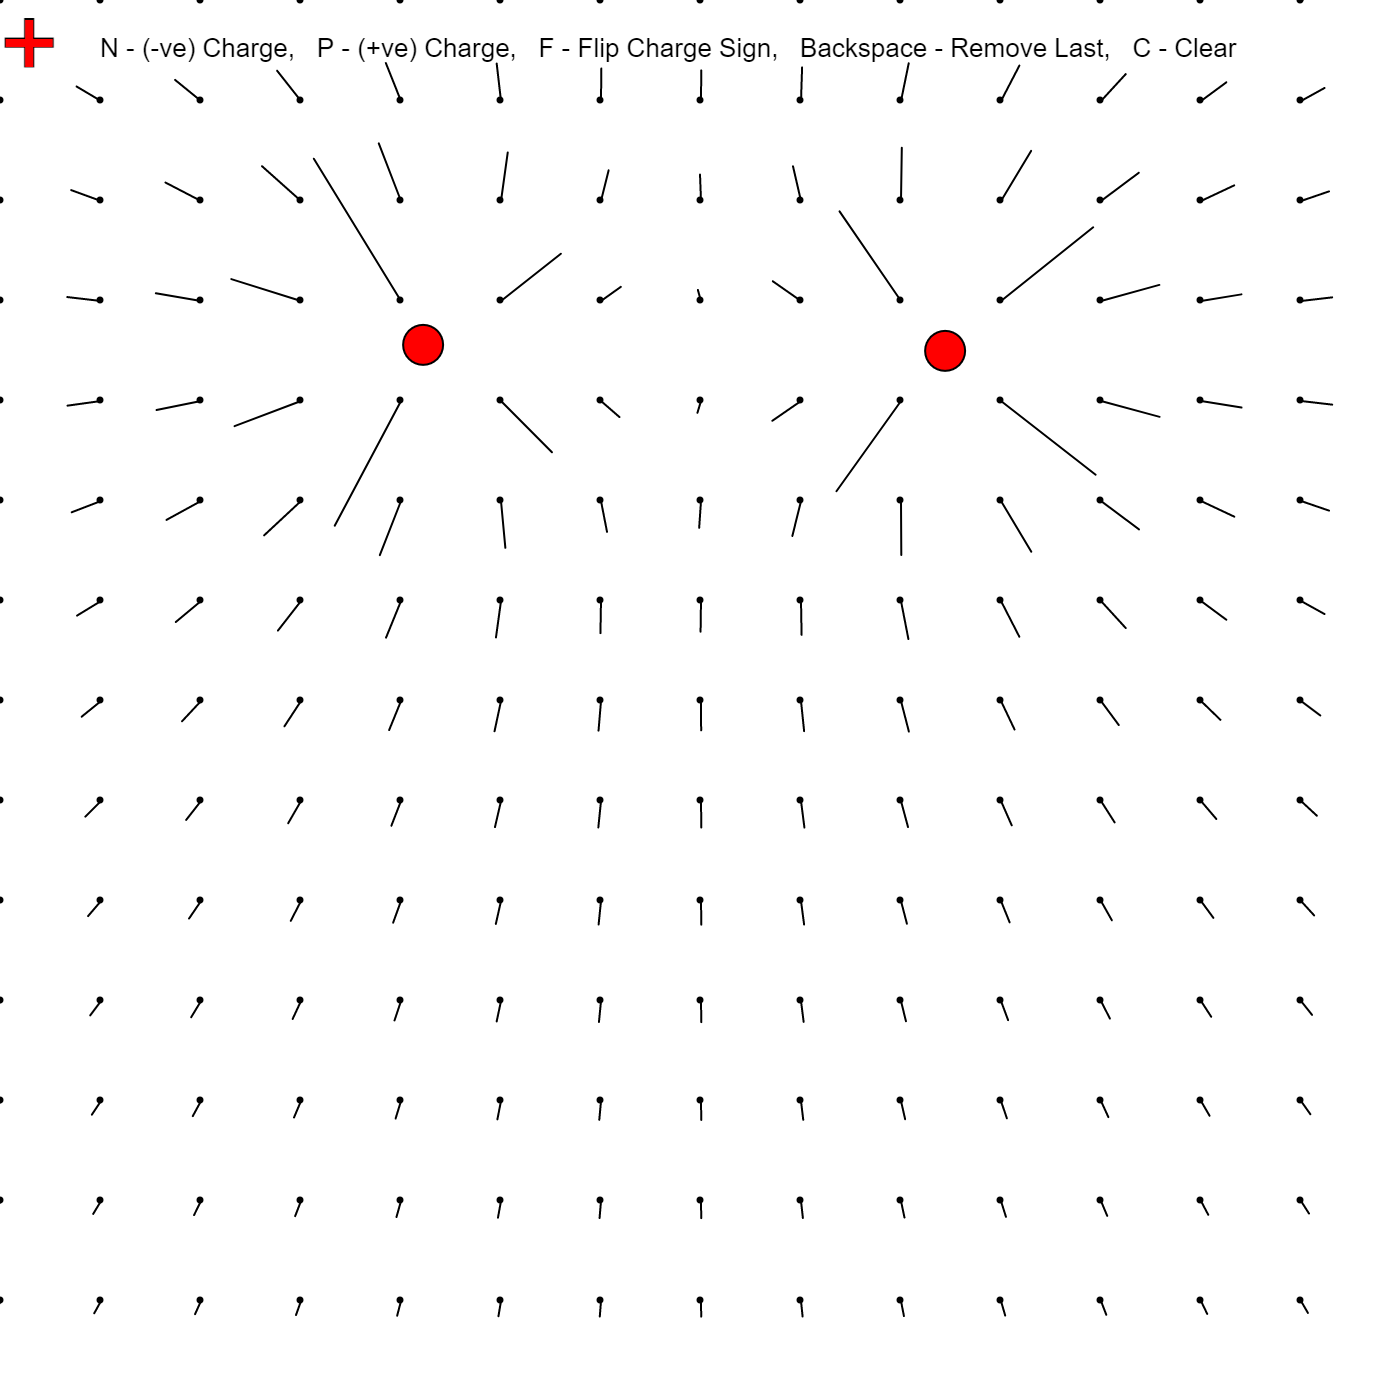 N - (-ve) Charge,   P - (+ve) Charge,   F - Flip Charge Sign,   Backspace - Remove Last,   C - Clear